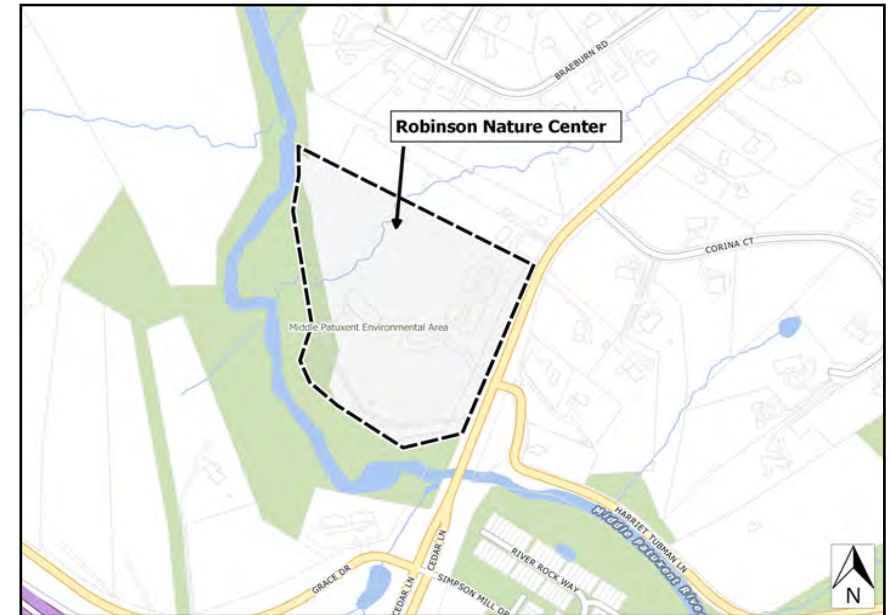 BRAEBURN RD
Robinson Nature Center
CORINA CT
Middle Patuxent Environmental Area
HARRIET TUBMAN LN
Middle Patuxent River
CEDAR LN
RIVER ROCK WAY
GRACE DR
CEDAR LN
SIMPSON MILL DR
N